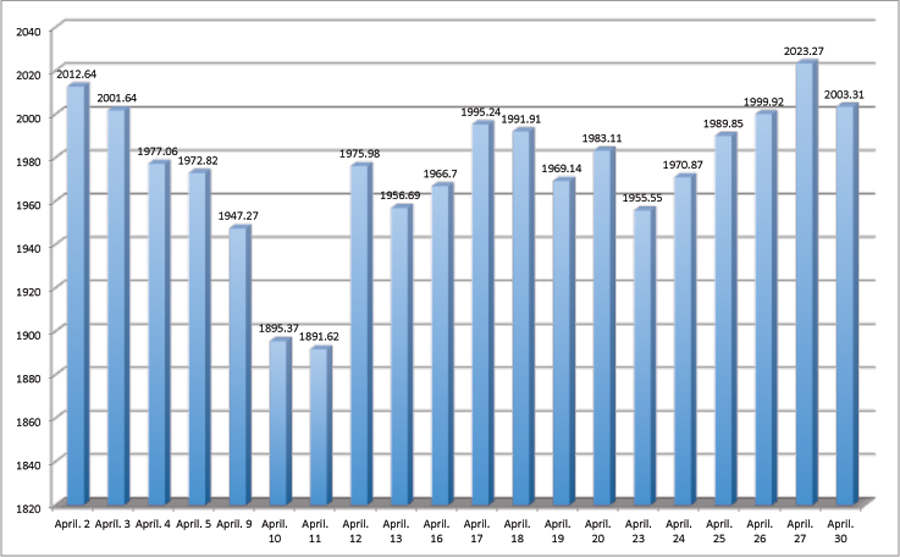 2040
2020
2000
1980
1960
1940
1920
1900
1880
1860
1840
1820
2012.64
2001.64
1977.06
1972.82
1947.27
1895.37
1891.62
1975.98
1956.69
1966.7
1995.24
1991.91
1969.14
1983.11
1955.55
1970.87
1989.85
1999.92
2023.27
2003.31
April. 2
April. 3
April. 4
April. 5
April. 9
April.
10
April.
11
April.
12
April.
13
April.
16
April.
17
April.
18
April.
19
April.
20
April.
23
April.
24
April.
25
April.
26
April.
27
April.
30